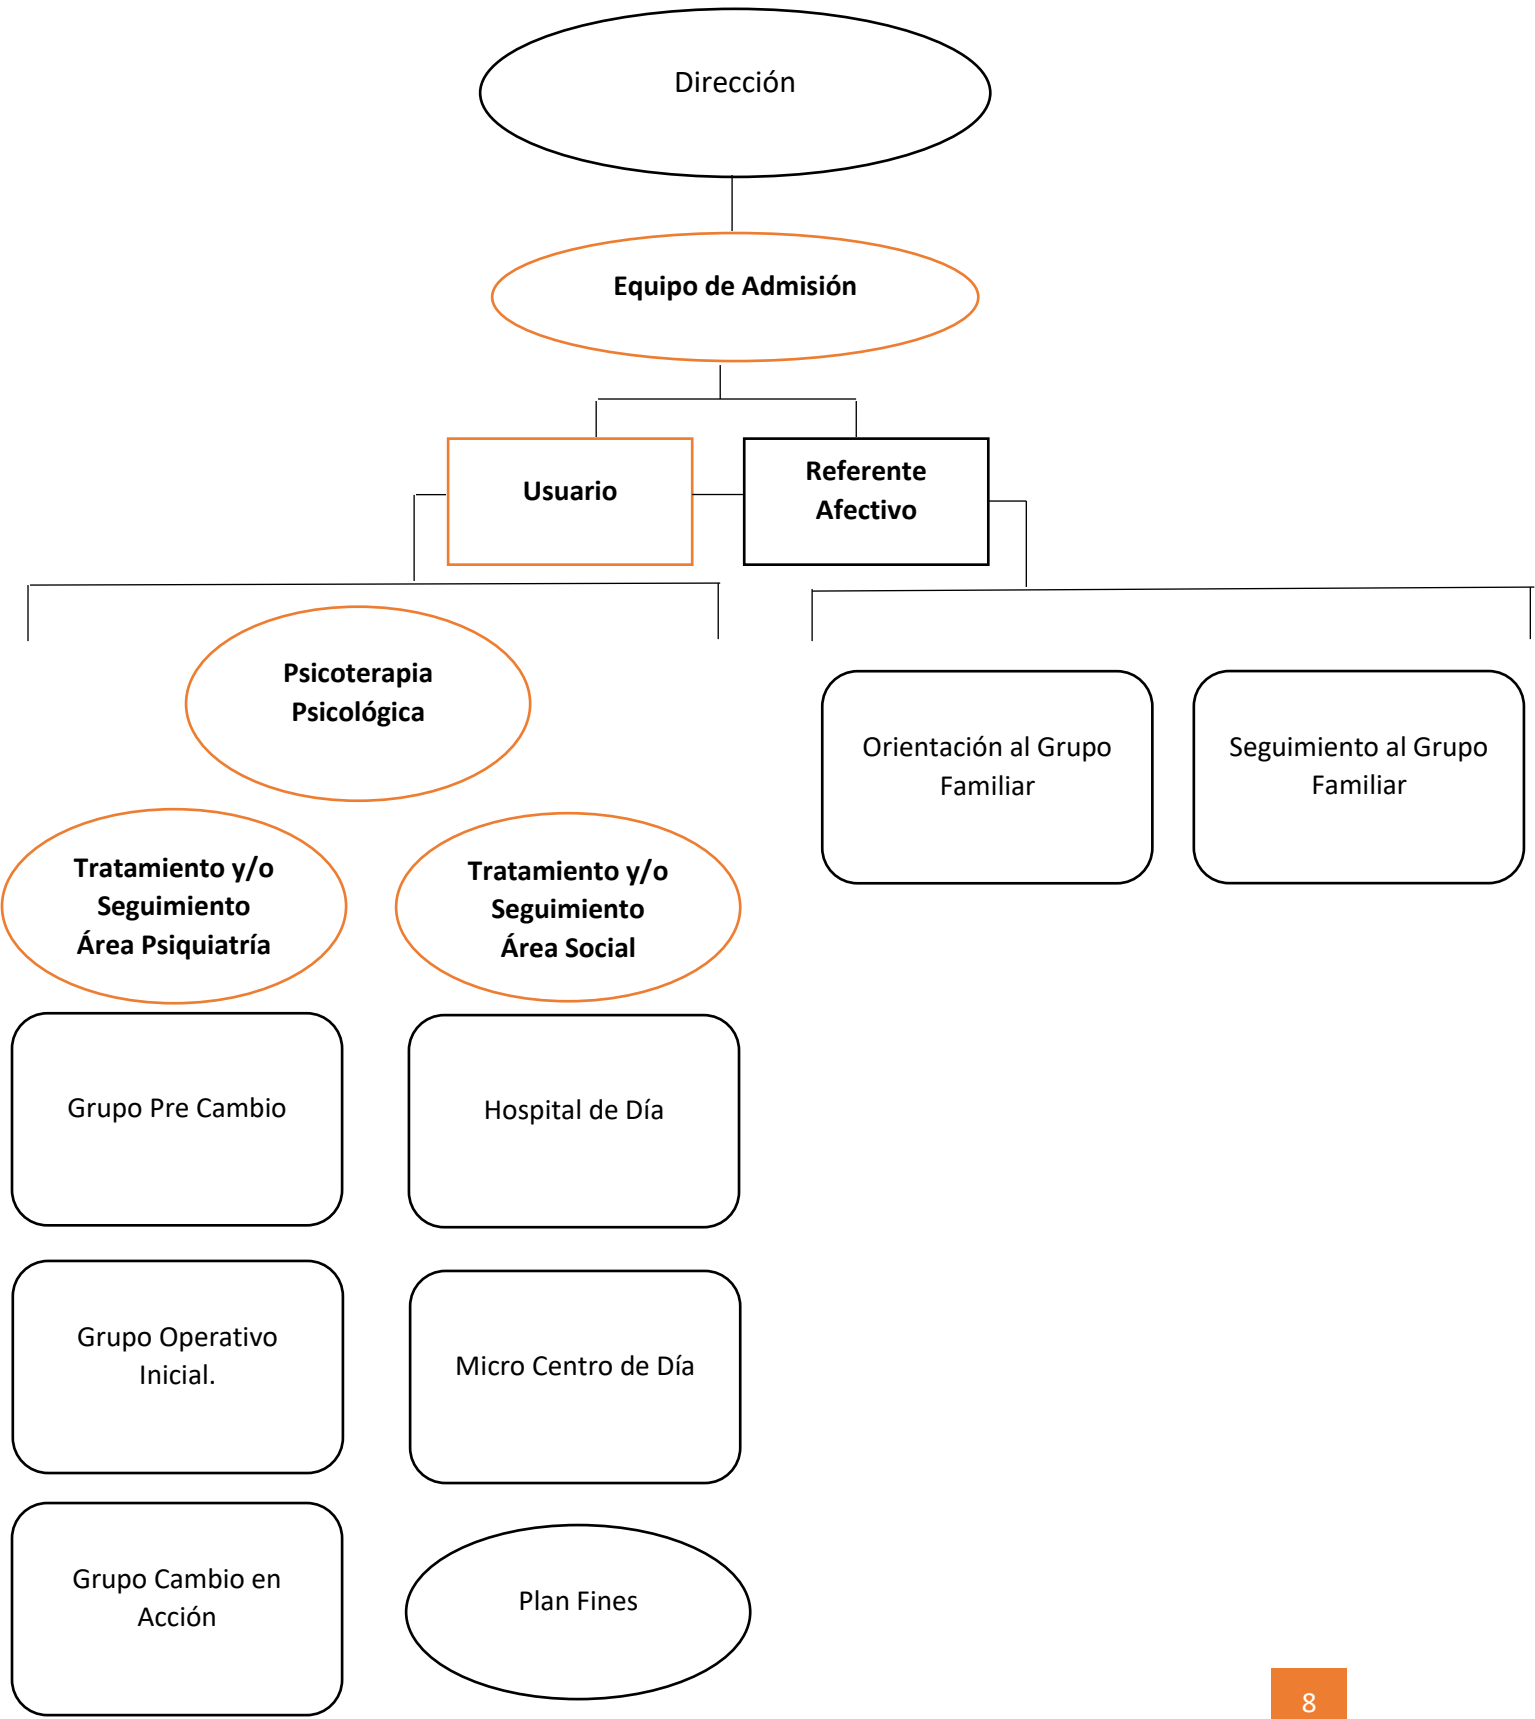 Dirección
Equipo de Admisión
Usuario
Referente
Afectivo
Psicoterapia
Psicológica
Orientación al Grupo
Familiar
Seguimiento al Grupo
Familiar
Tratamiento y/o
Seguimiento
Área Psiquiatría
Tratamiento y/o
Seguimiento
Área Social
Grupo Pre Cambio
Hospital de Día
Grupo Operativo
Inicial.
Micro Centro de Día
Grupo Cambio en
Acción
Plan Fines
8